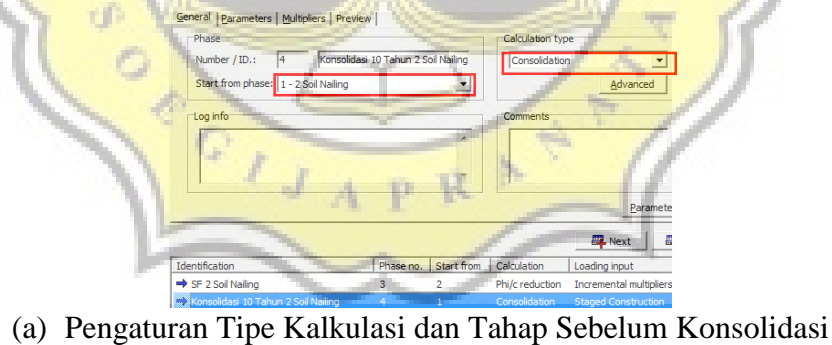 General Parameters Multipliers Preview
Phase
Number / ID.: 4 Konsolidasi 10 Tahun 2 Soil Nailing
Start from phase: 1 - 2 Soil Nailing
Calculation type
Consolidation
Advanced
Log info
Comments
SOEGIJAPRANATA
Paramete
Next
Identification Phase no. Start from Calculation Loading input
SF 2 Soil Nailing 3 2 Phi/c reduction Incremental multipliers
Konsolidasi 10 Tahun 2 Soil Nailing 4 1 Consolidation Staged Construction
(a) Pengaturan Tipe Kalkulasi dan Tahap Sebelum Konsolidasi